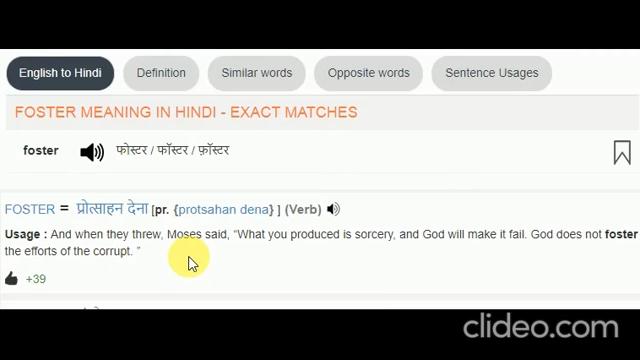 English to Hindi
Definition
Similar words
Opposite words
Sentence Usages
FOSTER MEANING IN HINDI - EXACT MATCHES
foster फोस्टर / फॉस्टर / फ़ॉस्टर
FOSTER = प्रोत्साहन देना [pr. {protsahan dena} ] (Verb)
Usage : And when they threw, Moses said, “What you produced is sorcery, and God will make it fail. God does not foster
the efforts of the corrupt. ”
+39
clideo.com